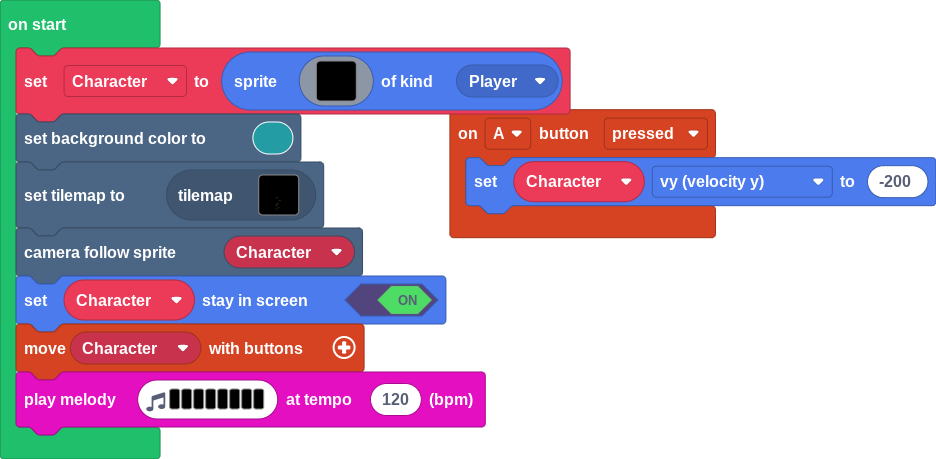 on start
set Character to sprite of kind Player
set background color to
set tilemap to tilemap
camera follow sprite Character
set Character stay in screen ON
move Character with buttons
play melody at tempo 120 (bpm)
on A button pressed
set Character vy (velocity y) to -200